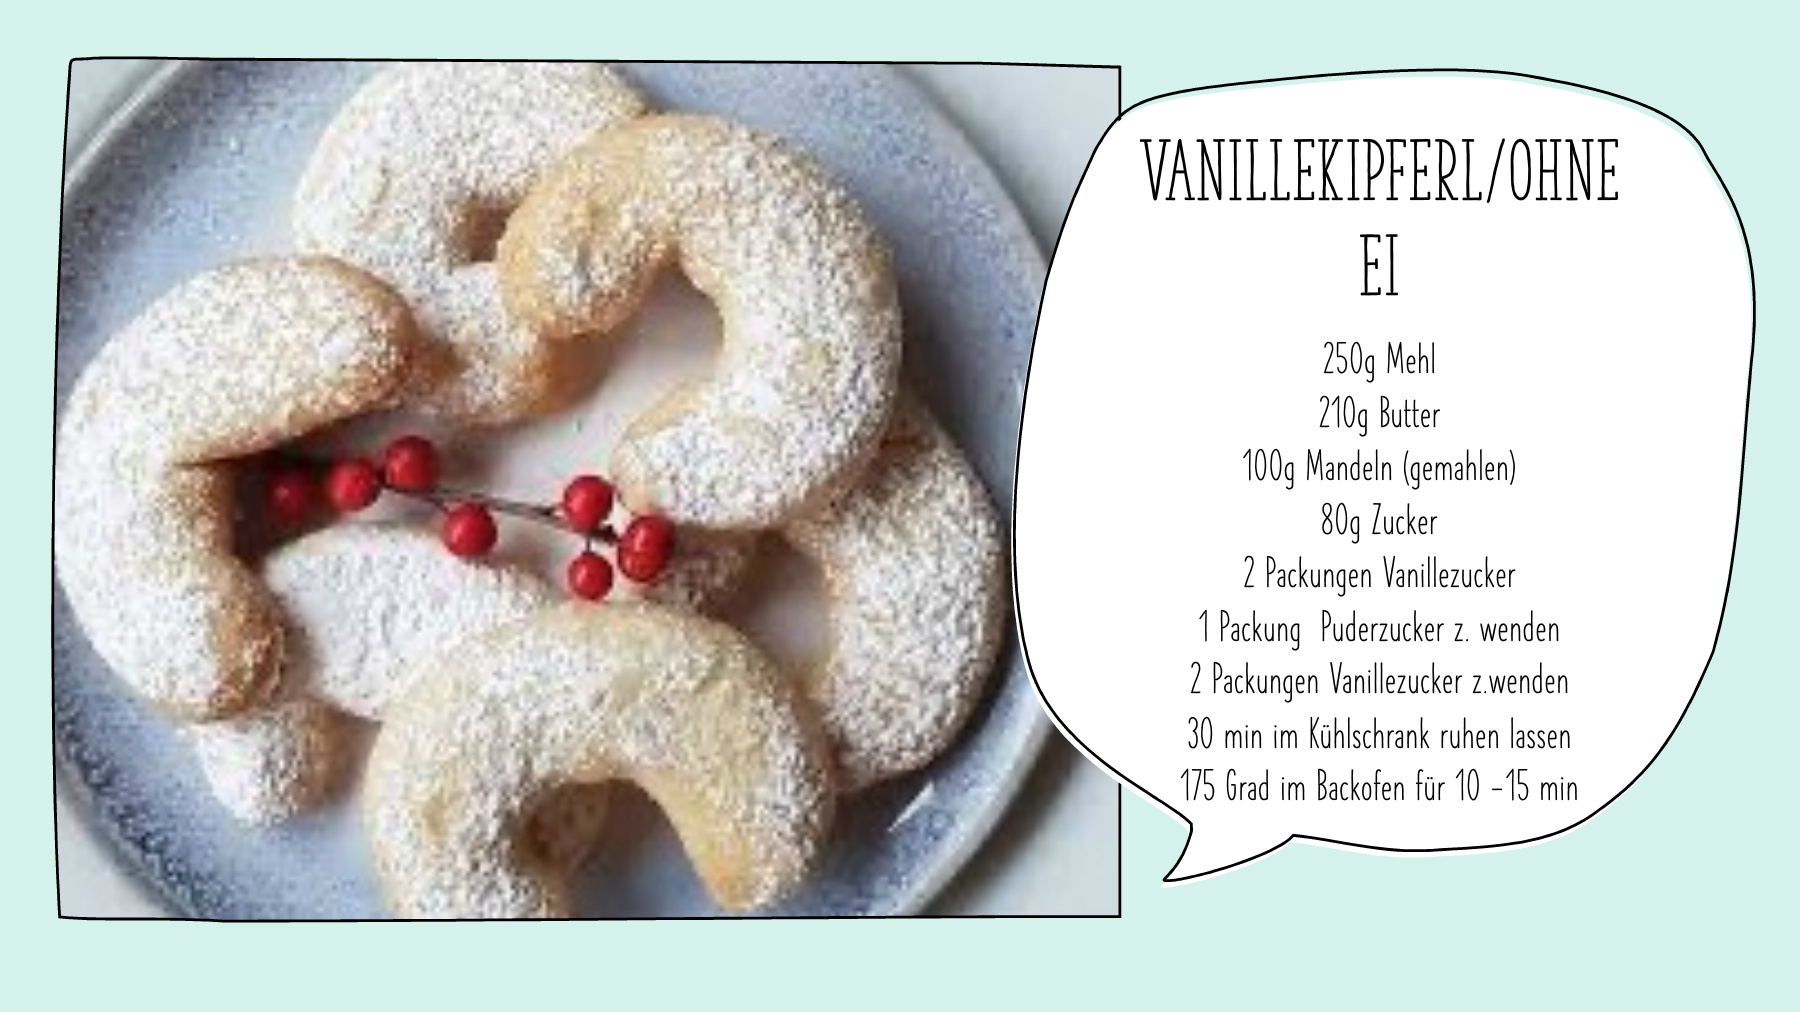 VANILLEKIPFERL/OHNE
EI
250g Mehl
210g Butter
100g Mandeln (gemahlen)
80g Zucker
2 Packungen Vanillezucker
1 Packung  Puderzucker z. wenden
2 Packungen Vanillezucker z.wenden
30 min im Kühlschrank ruhen lassen
175 Grad im Backofen für 10 -15 min